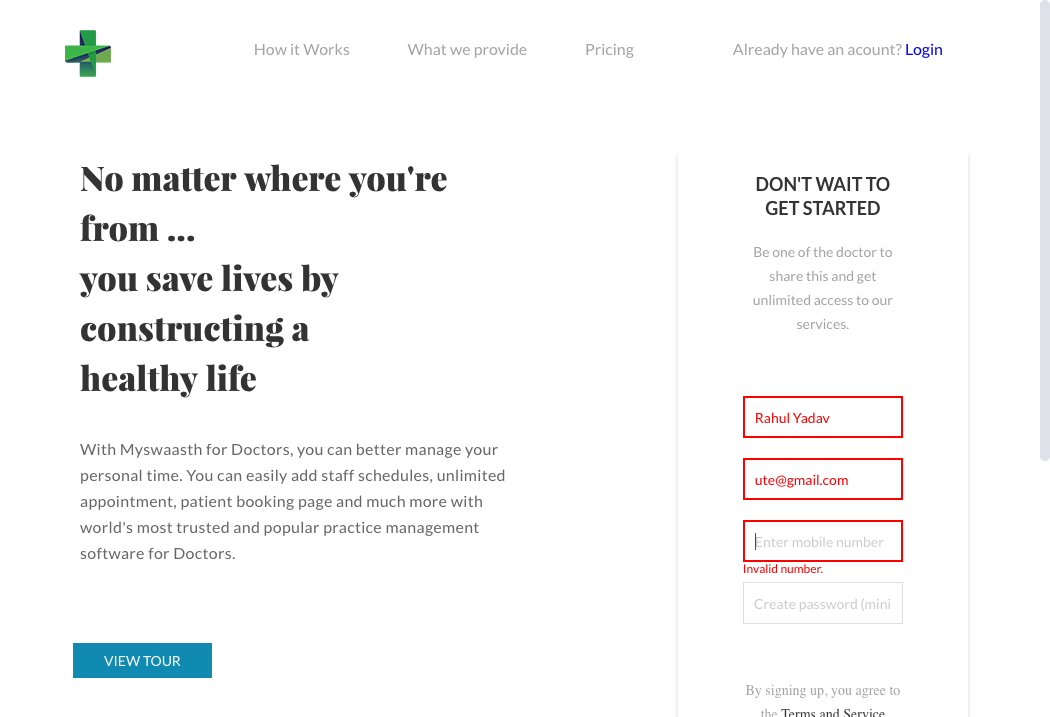 How it Works
What we provide
Pricing
Already have an acount? Login
No matter where you're
from ...
you save lives by
constructing a
healthy life
With Myswaasth for Doctors, you can better manage your
personal time. You can easily add staff schedules, unlimited
appointment, patient booking page and much more with
world's most trusted and popular practice management
software for Doctors.
VIEW TOUR
DON'T WAIT TO
GET STARTED
Be one of the doctor to
share this and get
unlimited access to our
services.
Rahul Yadav
ute@gmail.com
Enter mobile number
Invalid number.
Create password (mini
By signing up, you agree to
the Terms and Service